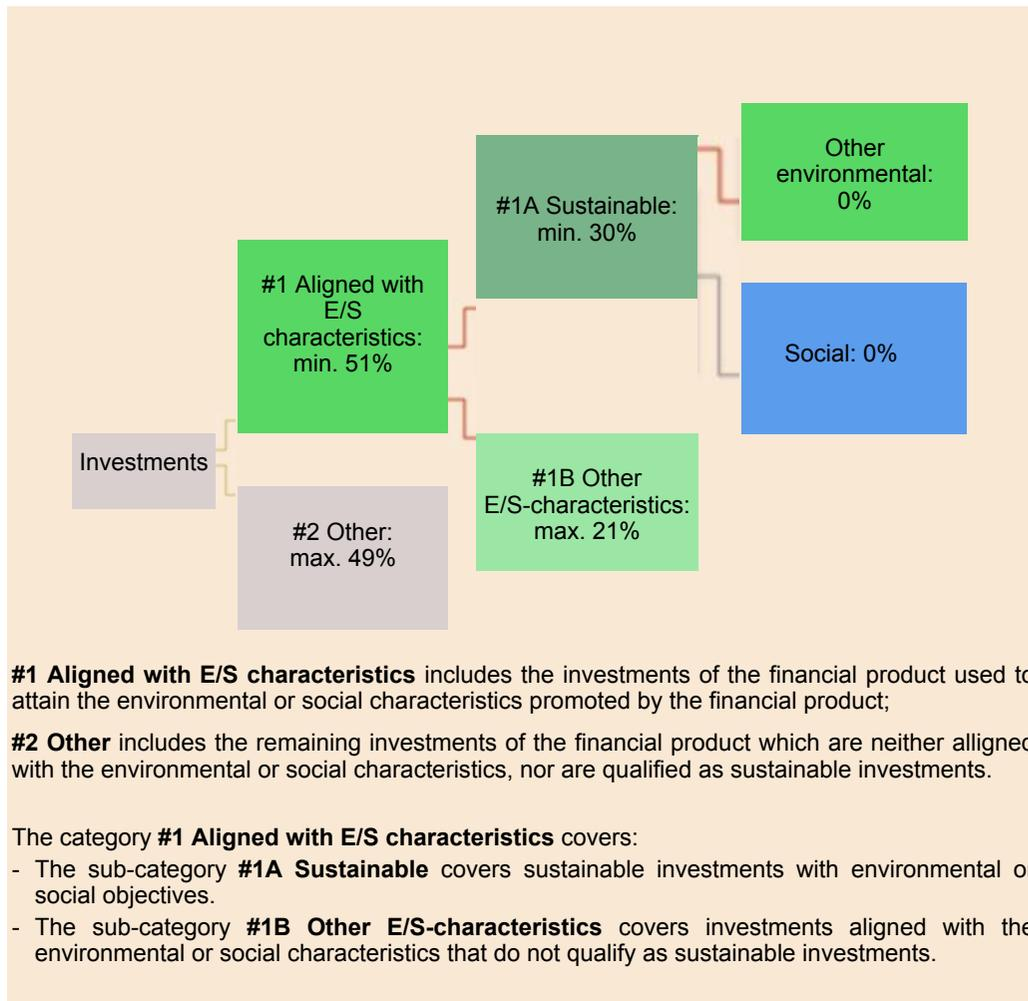 Other
environmental:
0%
#1A Sustainable:
min. 30%
#1 Aligned with
E/S
characteristics:
min. 51%
Social: 0%
Investments
#1B Other
E/S-characteristics:
max. 21%
#2 Other:
max. 49%
#1 Aligned with E/S characteristics includes the investments of the financial product used to
attain the environmental or social characteristics promoted by the financial product;
#2 Other includes the remaining investments of the financial product which are neither alligned
with the environmental or social characteristics, nor are qualified as sustainable investments.
The category #1 Aligned with E/S characteristics covers:
- The sub-category #1A Sustainable covers sustainable investments with environmental or
social objectives.
- The sub-category #1B Other E/S-characteristics covers investments aligned with the
environmental or social characteristics that do not qualify as sustainable investments.